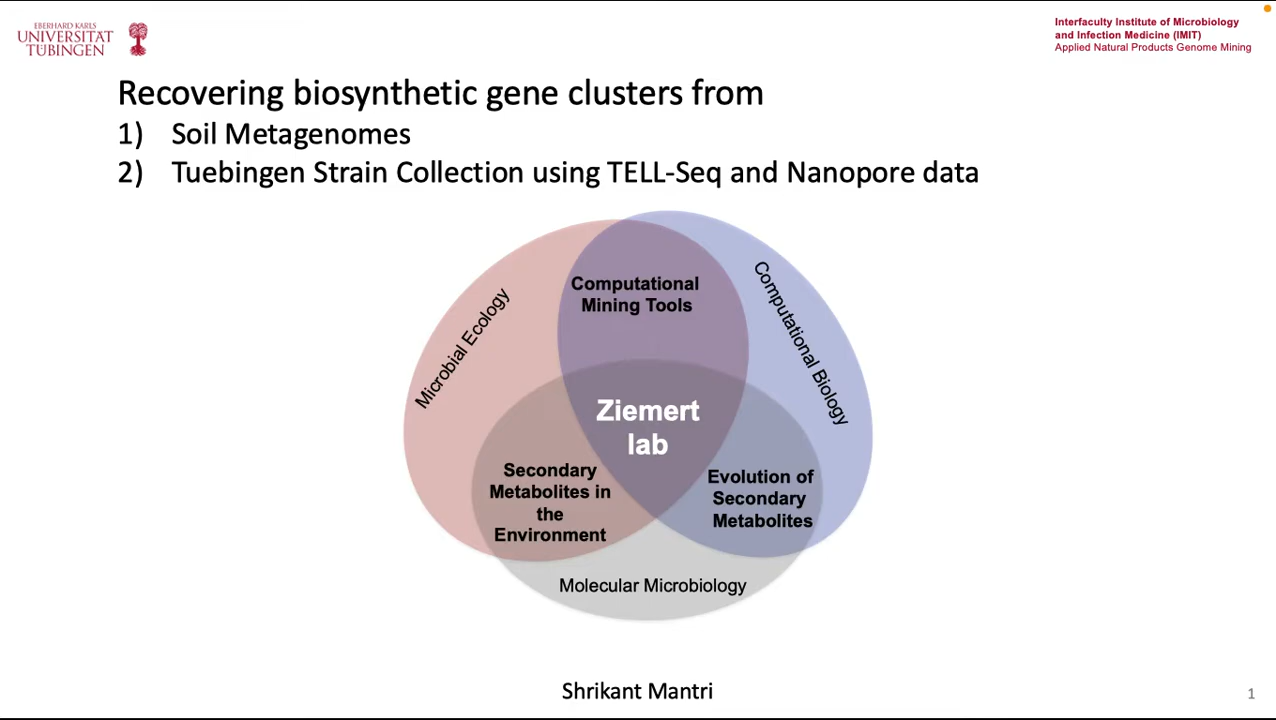 EBERHARD KARLS
UNIVERSITÄT
TÜBINGEN
Interfaculty Institute of Microbiology
and Infection Medicine (IMIT)
Applied Natural Products Genome Mining
Recovering biosynthetic gene clusters from
1) Soil Metagenomes
2) Tuebingen Strain Collection using TELL-Seq and Nanopore data
Microbial Ecology
Computational
Mining Tools
Computational Biology
Ziemert
lab
Secondary
Metabolites in
the
Environment
Evolution of
Secondary
Metabolites
Molecular Microbiology
Shrikant Mantri
1